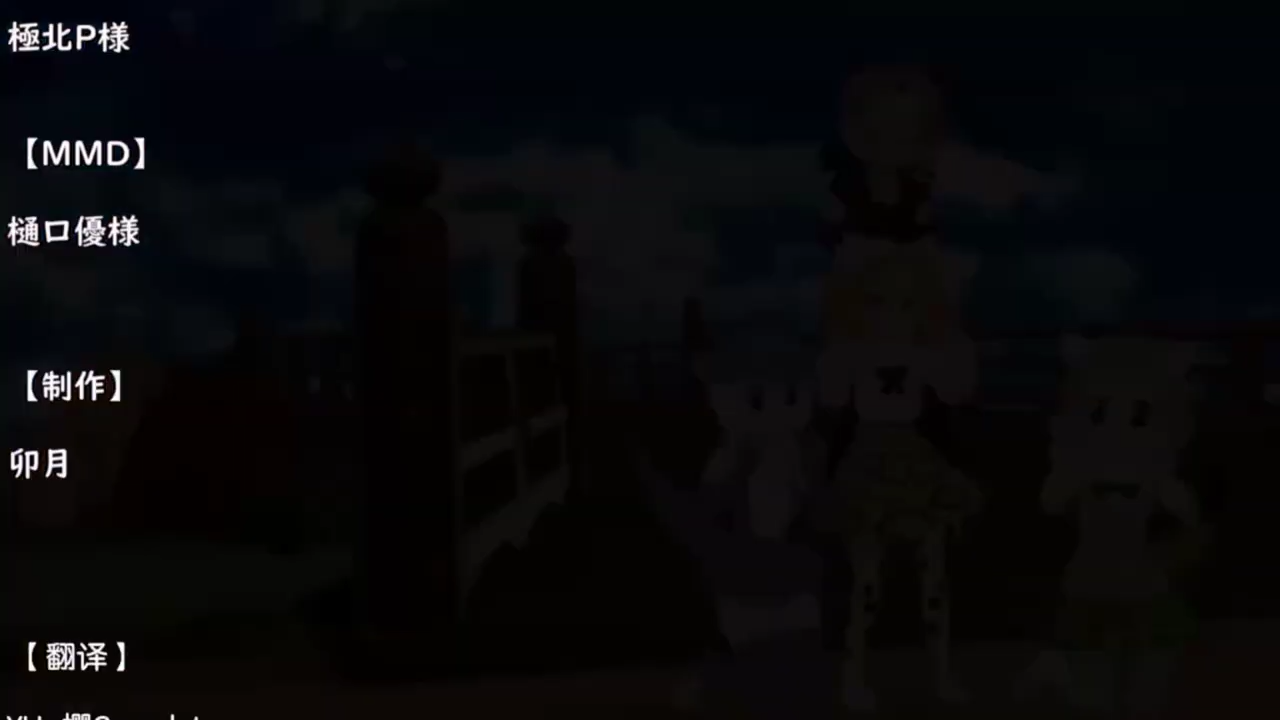 極北P様
【MMD】
樋口優様
【制作】
卯月
【翻译】